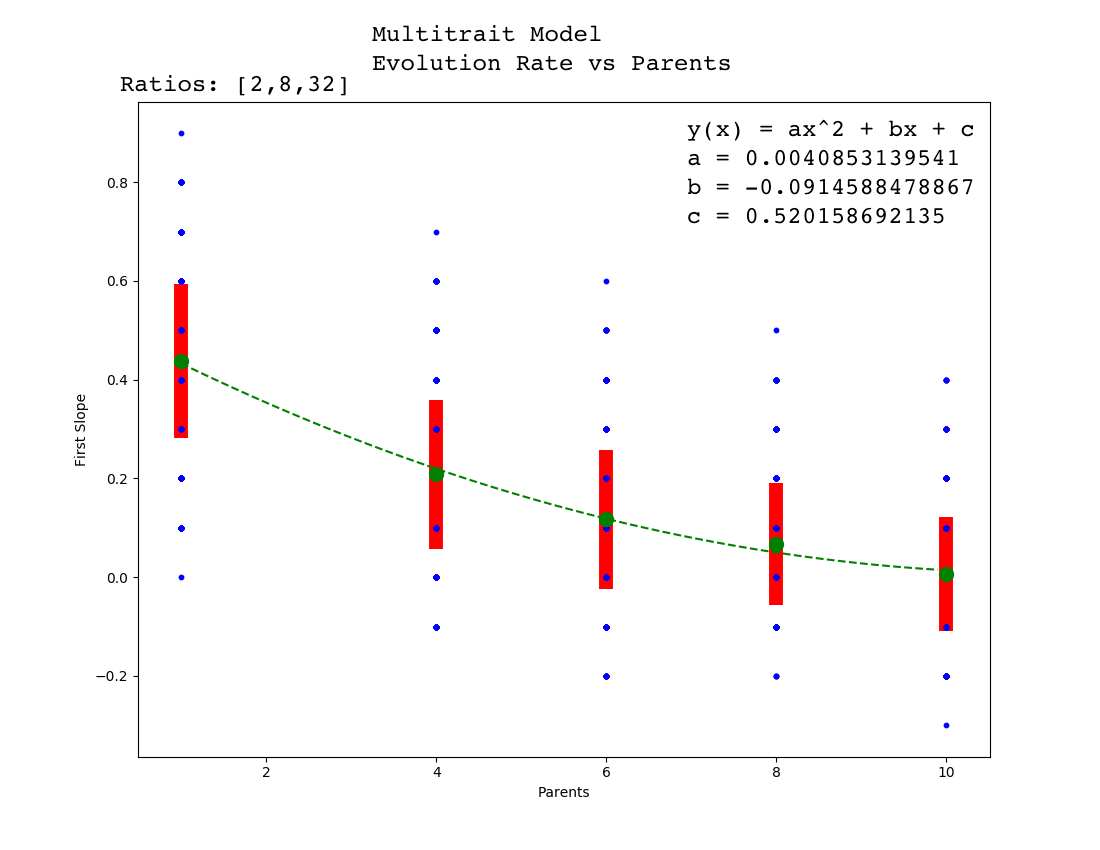 Multitrait Model
Evolution Rate vs Parents
Ratios: [2,8,32]
y(x) = ax^2 + bx + c
a = 0.0040853139541
b = -0.0914588478867
c = 0.520158692135
0.8
0.6
0.4
0.2
0.0
−0.2
First Slope
2 4 6 8 10
Parents